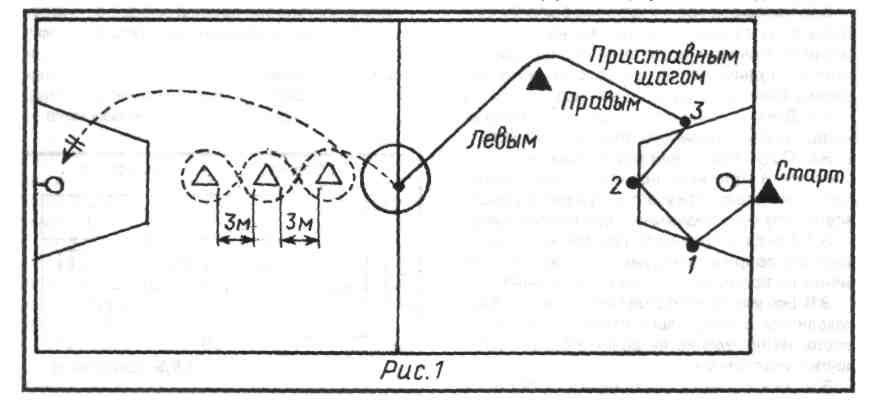 Приставным
шагом
Правым
3
Левым
2
Старт
3м
3м
1
Рис.1